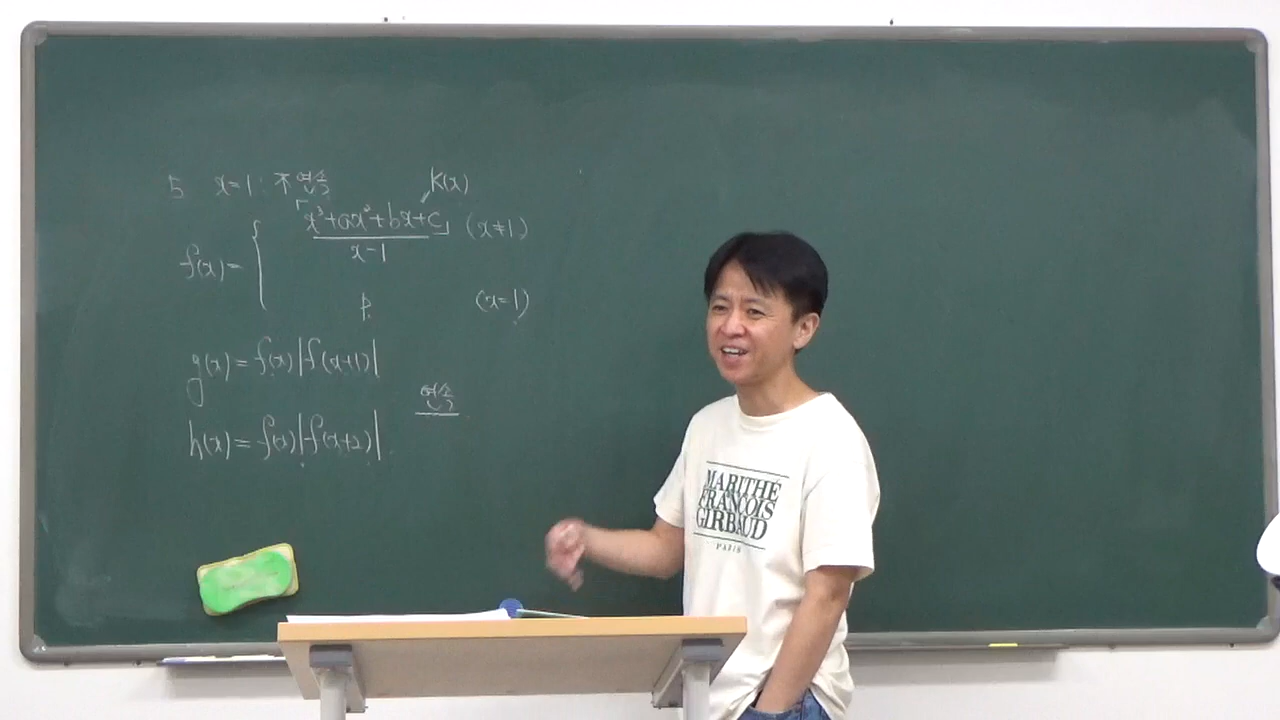 5 x=1 : 不연속
K(x)
f(x)= { x³+ax²+bx+c / x-1 (x≠1)
p (x=1)
g(x)=f(x)|f(x+1)|
연속
h(x)=f(x)|f(x+2)|
MARITHÉ
FRANÇOIS
GIRBAUD
PARIS